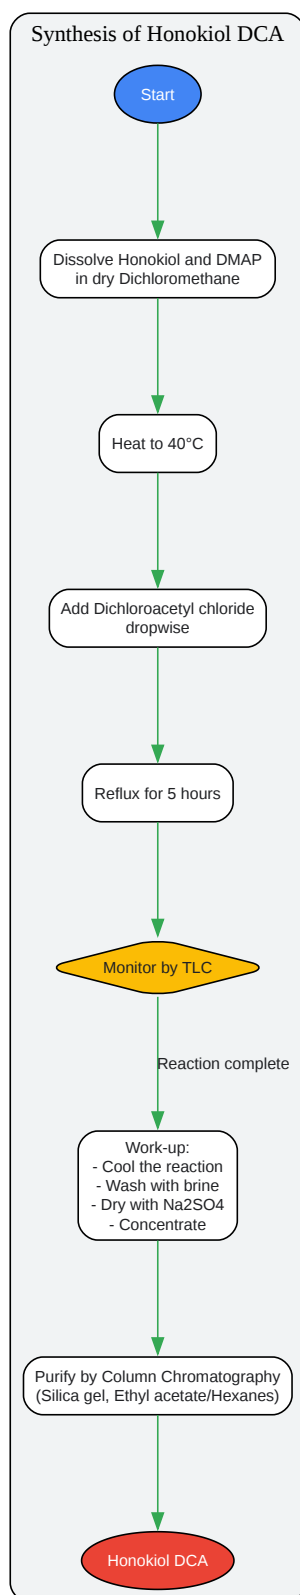 Synthesis of Honokiol DCA
Start
Dissolve Honokiol and DMAP
in dry Dichloromethane
Heat to 40°C
Add Dichloroacetyl chloride
dropwise
Reflux for 5 hours
Monitor by TLC
Reaction complete
Work-up:
- Cool the reaction
- Wash with brine
- Dry with Na2SO4
- Concentrate
Purify by Column Chromatography
(Silica gel, Ethyl acetate/Hexanes)
Honokiol DCA